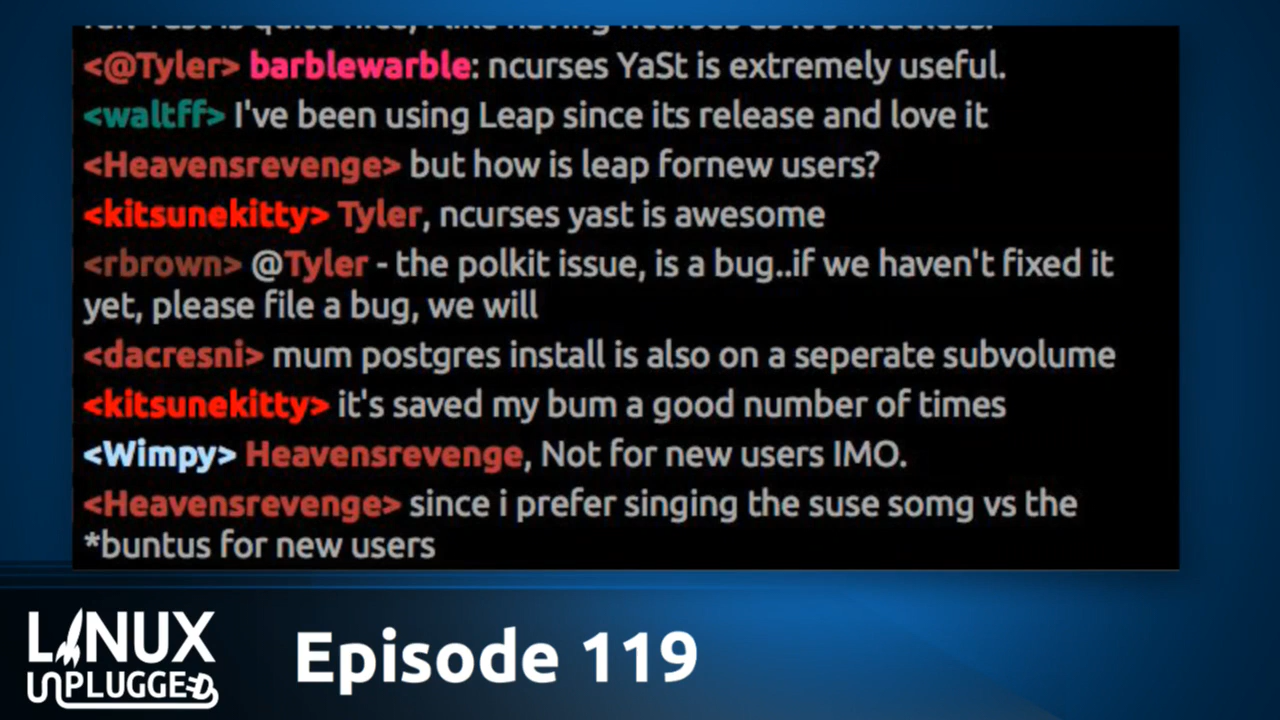 <@Tyler> barblewarble: ncurses YaSt is extremely useful.
<waltff> I've been using Leap since its release and love it
<Heavensrevenge> but how is leap fornew users?
<kitsunekitty> Tyler, ncurses yast is awesome
<rbrown> @Tyler - the polkit issue, is a bug..if we haven't fixed it
yet, please file a bug, we will
<dacresni> mum postgres install is also on a seperate subvolume
<kitsunekitty> it's saved my bum a good number of times
<Wimpy> Heavensrevenge, Not for new users IMO.
<Heavensrevenge> since i prefer singing the suse somg vs the
*buntus for new users
LINUX
UNPLUGGED
Episode 119